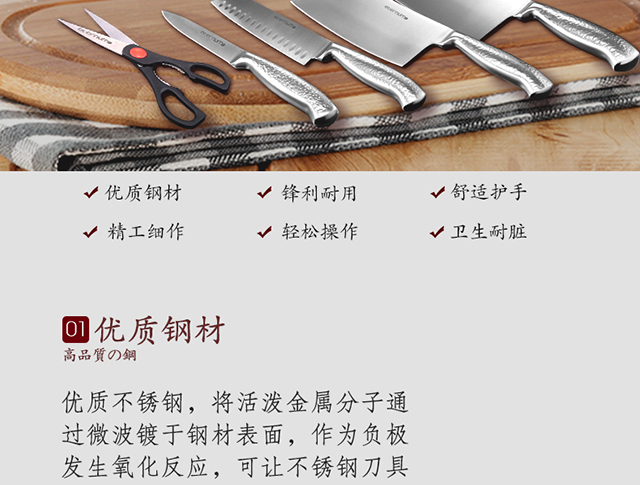 优质钢材 锋利耐用 舒适护手
精工细作 轻松操作 卫生耐脏
01 优质钢材
高品質の鋼
优质不锈钢，将活泼金属分子通
过微波镀于钢材表面，作为负极
发生氧化反应，可让不锈钢刀具